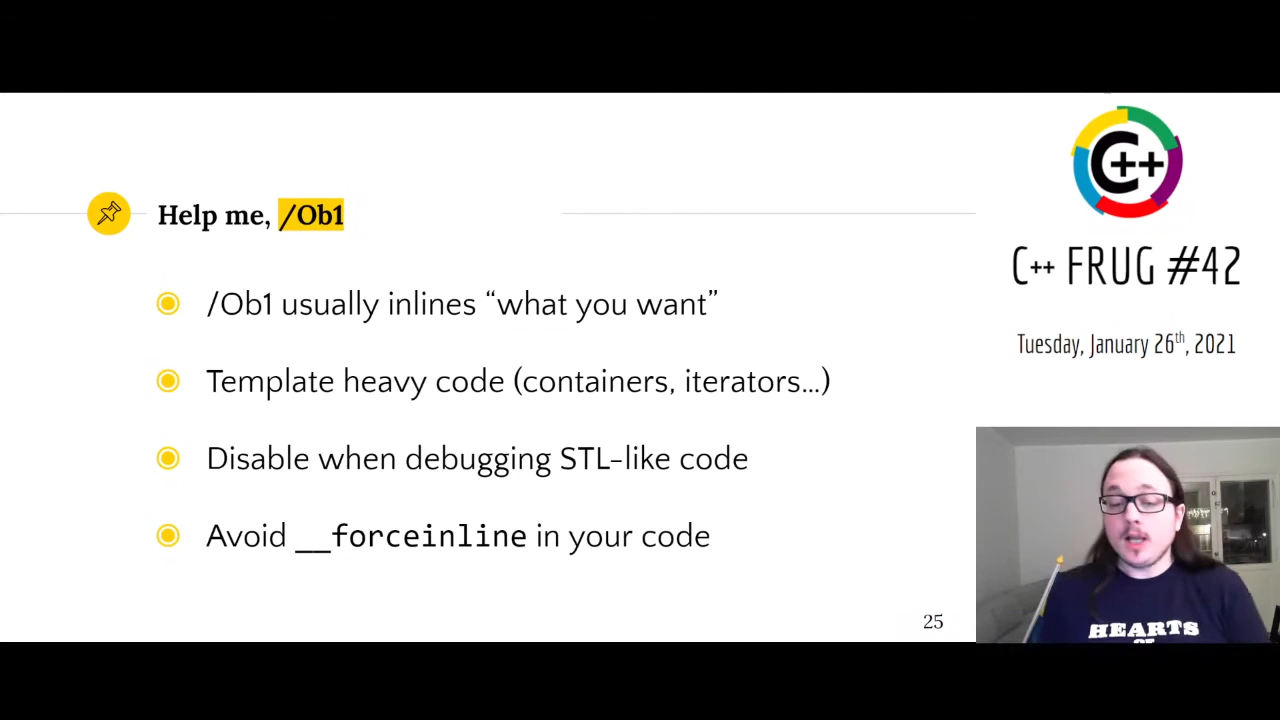 Help me, /Ob1
/Ob1 usually inlines “what you want”
Template heavy code (containers, iterators...)
Disable when debugging STL-like code
Avoid __forceinline in your code
25
C++
C++ FRUG #42
Tuesday, January 26th, 2021
HEARTS